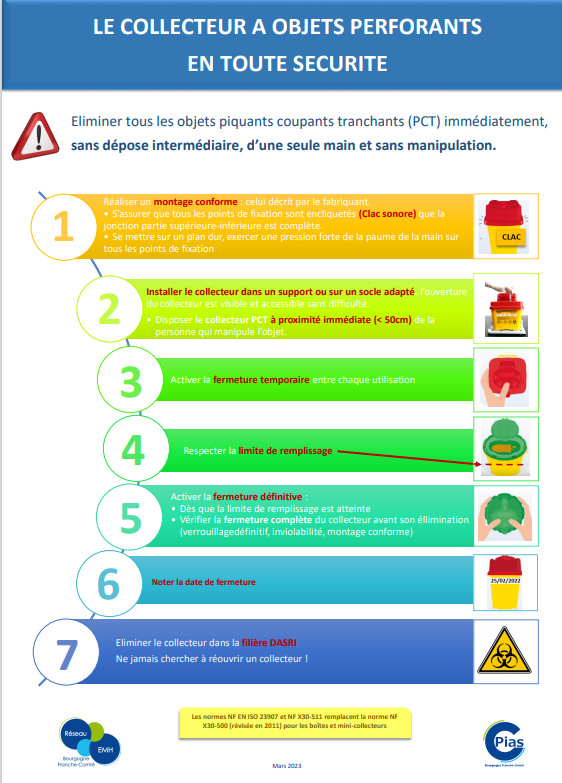 LE COLLECTEUR A OBJETS PERFORANTS
EN TOUTE SECURITE
Eliminer tous les objets piquants coupants tranchants (PCT) immédiatement,
sans dépose intermédiaire, d'une seule main et sans manipulation.
1
Réaliser un montage conforme : celui décrit par le fabriquant.
• S'assurer que tous les points de fixation sont encliquetés (Clac sonore) que la
jonction partie supérieure-inférieure est complète.
• Se mettre sur un plan dur, exercer une pression forte de la paume de la main sur
tous les points de fixation
CLAC
2
Installer le collecteur dans un support ou sur un socle adapté : l'ouverture
du collecteur est visible et accessible sans difficulté.
• Disposer le collecteur PCT à proximité immédiate (< 50cm) de la
personne qui manipule l'objet.
3
Activer la fermeture temporaire entre chaque utilisation
4
Respecter la limite de remplissage
5
Activer la fermeture définitive :
• Dès que la limite de remplissage est atteinte
• Vérifier la fermeture complète du collecteur avant son éllimination
(verrouillagedéfinitif, inviolabilité, montage conforme)
6
Noter la date de fermeture
25/02/2022
7
Eliminer le collecteur dans la filière DASRI
Ne jamais chercher à réouvrir un collecteur !
Les normes NF EN ISO 23907 et NF X30-511 remplacent la norme NF
X30-500 (révisée en 2011) pour les boîtes et mini-collecteurs
Réseau
EMH
Bourgogne
Franche-Comté
Mars 2023
CPias
Bourgogne Franche-Comté